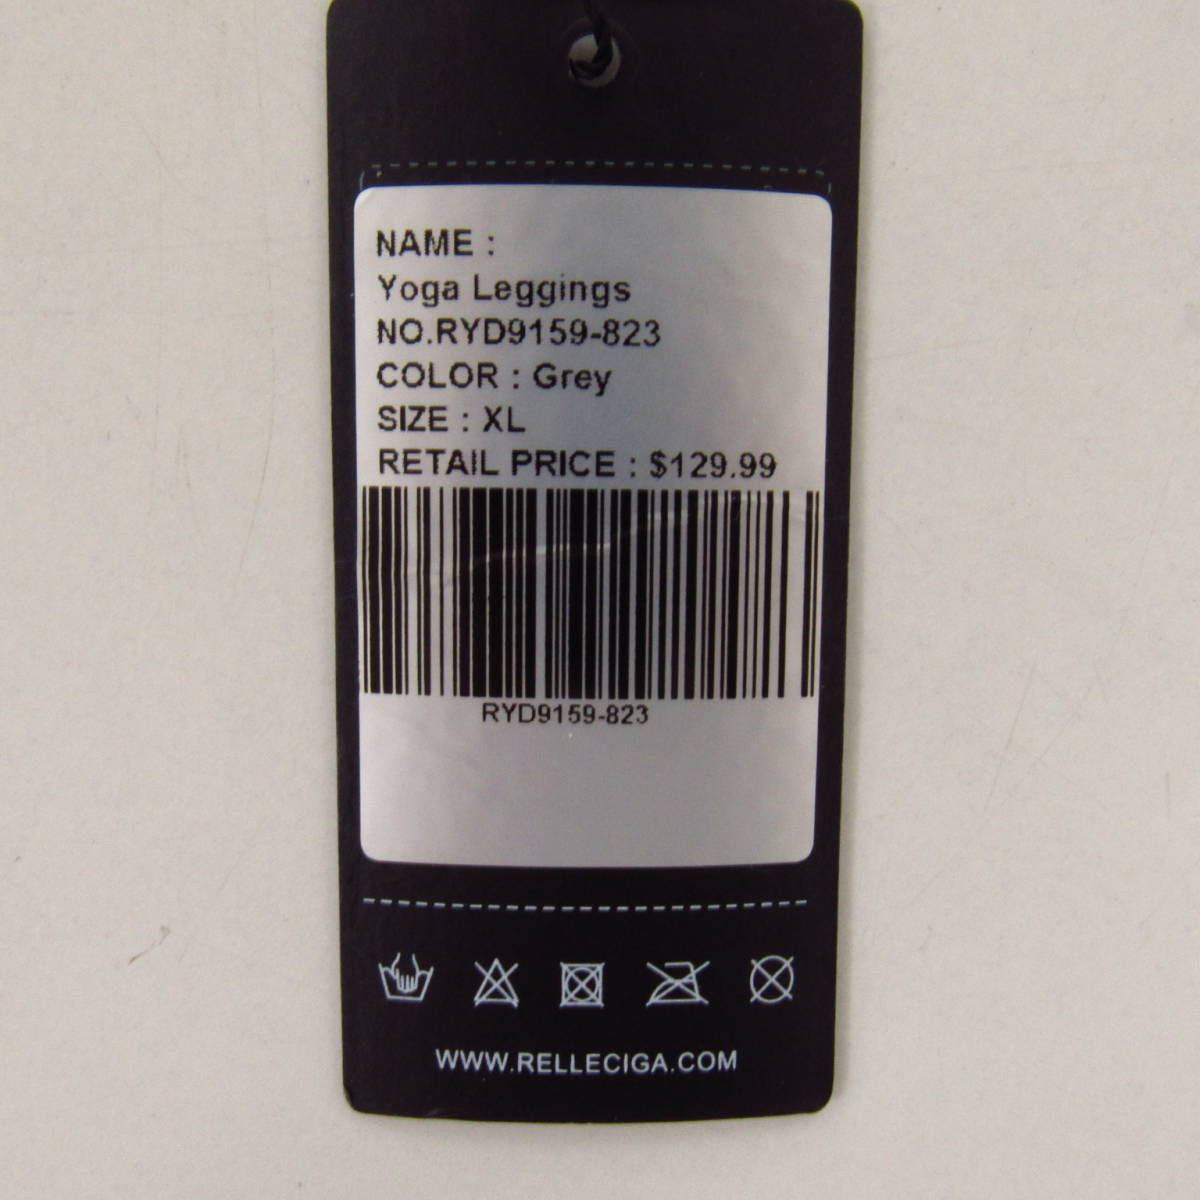 NAME :
Yoga Leggings
NO.RYD9159-823
COLOR : Grey
SIZE : XL
RETAIL PRICE : $129.99
RYD9159-823
WWW.RELLECIGA.COM